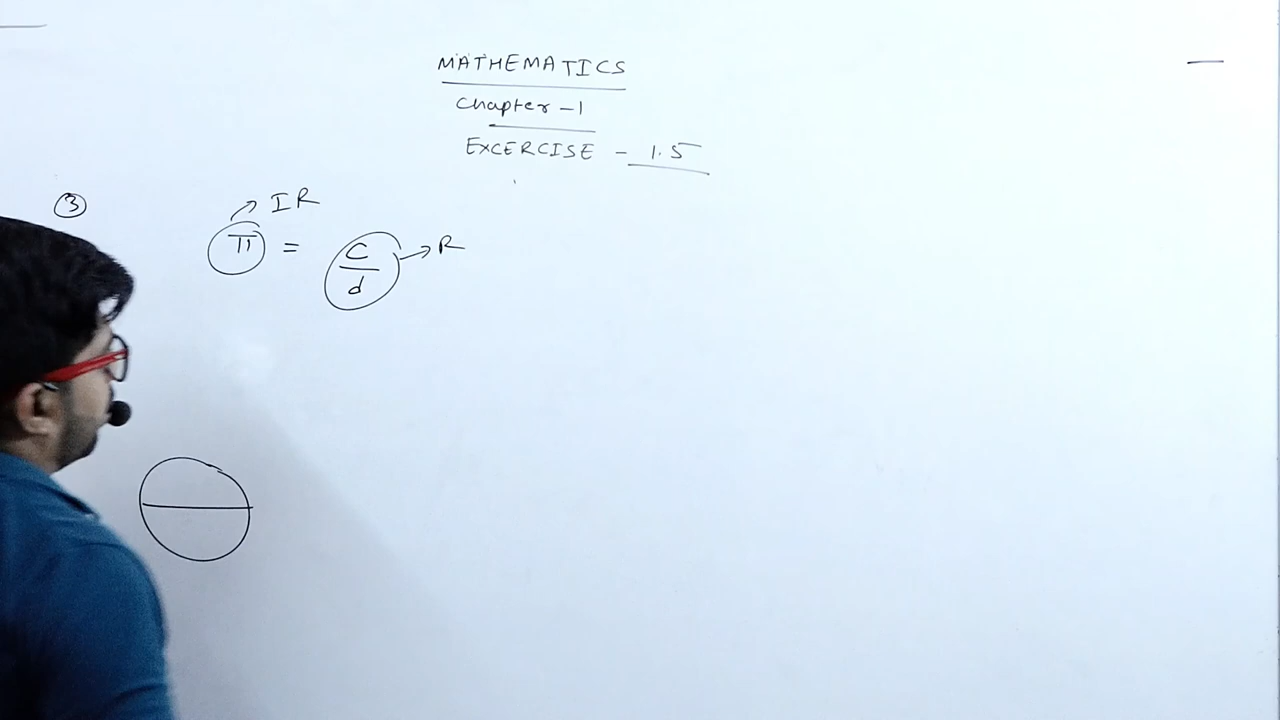 MATHEMATICS
Chapter - 1
EXCERCISE - 1.5
③ π = c/d
IR
R